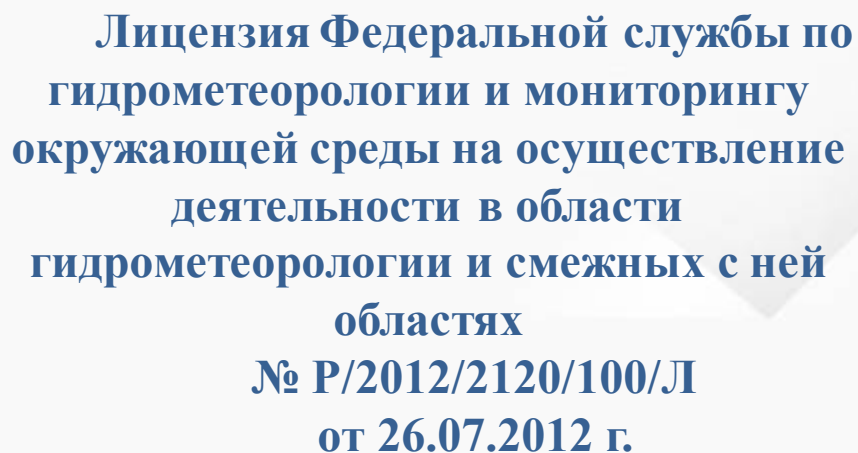 Лицензия Федеральной службы по
гидрометеорологии и мониторингу
окружающей среды на осуществление
деятельности в области
гидрометеорологии и смежных с ней
областях
№ Р/2012/2120/100/Л
от 26.07.2012 г.